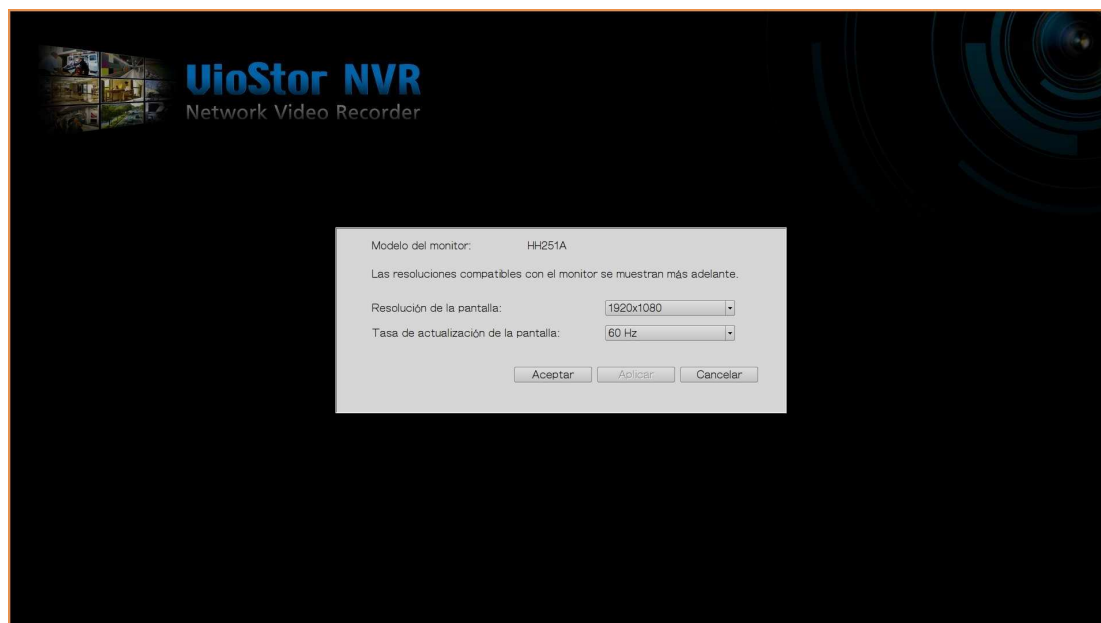 VioStor NVR
Network Video Recorder
Modelo del monitor: HH251A
Las resoluciones compatibles con el monitor se muestran más adelante.
Resolución de la pantalla: 1920x1080
Tasa de actualización de la pantalla: 60 Hz
Aceptar Aplicar Cancelar